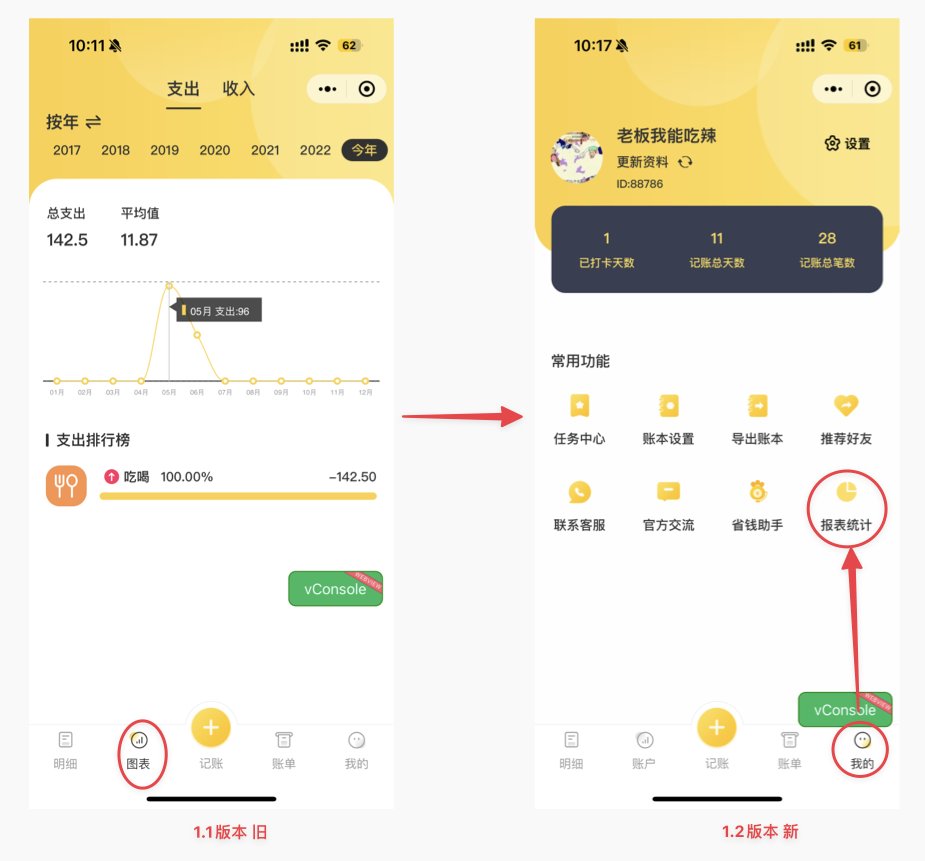 10:11
62
支出 收入
按年
2017 2018 2019 2020 2021 2022 今年
总支出 平均值
142.5 11.87
05月 支出:96
01月 02月 03月 04月 05月 06月 07月 08月 09月 10月 11月 12月
支出排行榜
吃喝 100.00% −142.50
WEBVIEW
vConsole
明细 图表 记账 账单 我的
1.1版本 旧
10:17
61
老板我能吃辣
更新资料
ID:88786
设置
1 11 28
已打卡天数 记账总天数 记账总笔数
常用功能
任务中心 账本设置 导出账本 推荐好友
联系客服 官方交流 省钱助手 报表统计
WEBVIEW
vConsole
明细 账户 记账 账单 我的
1.2版本 新